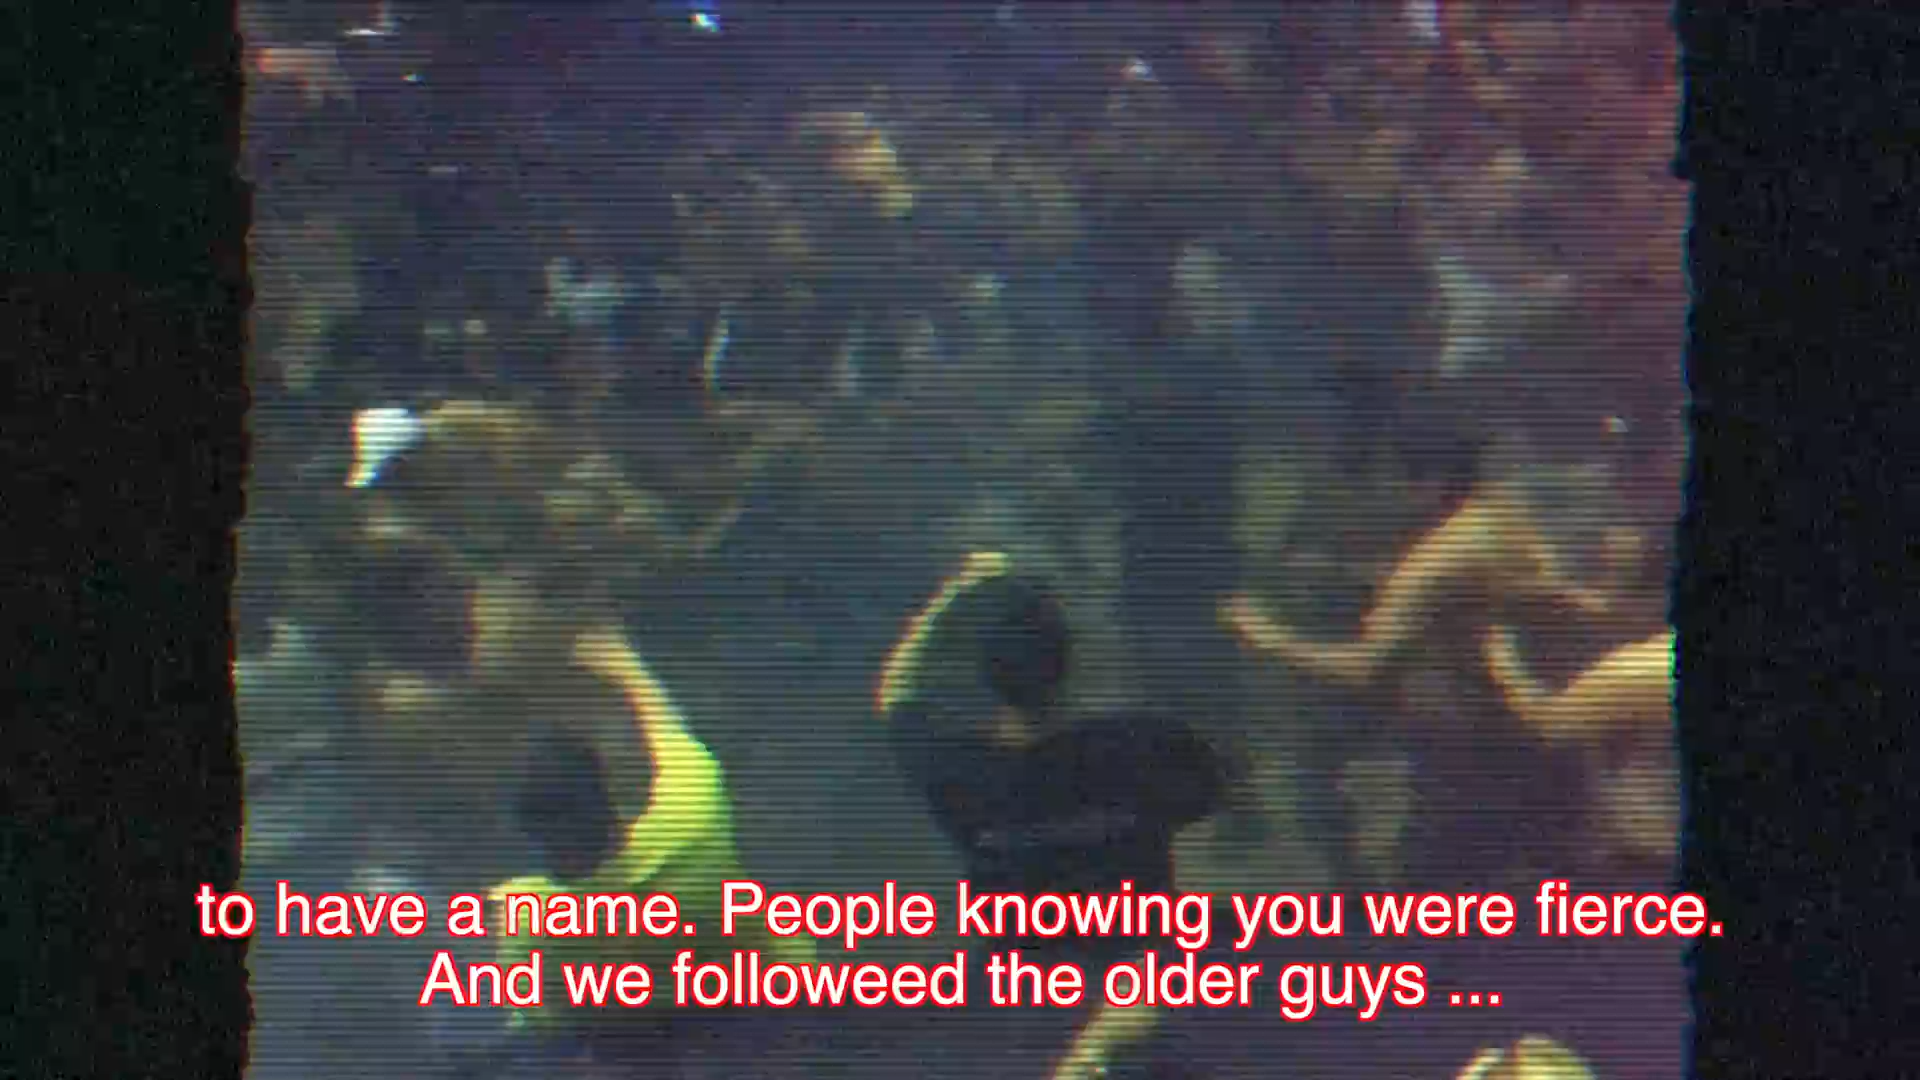 to have a name. People knowing you were fierce.
And we followeed the older guys ...